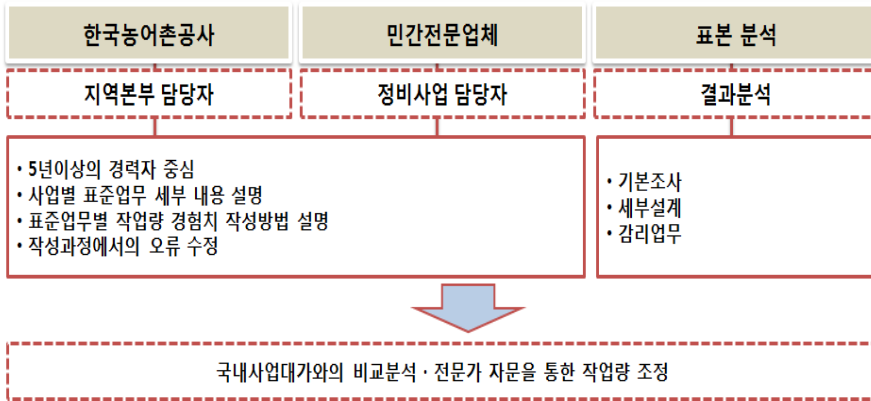 한국농어촌공사
민간전문업체
표본 분석
지역본부 담당자
정비사업 담당자
결과분석
• 5년이상의 경력자 중심
• 사업별 표준업무 세부 내용 설명
• 표준업무별 작업량 경험치 작성방법 설명
• 작성과정에서의 오류 수정
• 기본조사
• 세부설계
• 감리업무
국내사업대가와의 비교분석 · 전문가 자문을 통한 작업량 조정